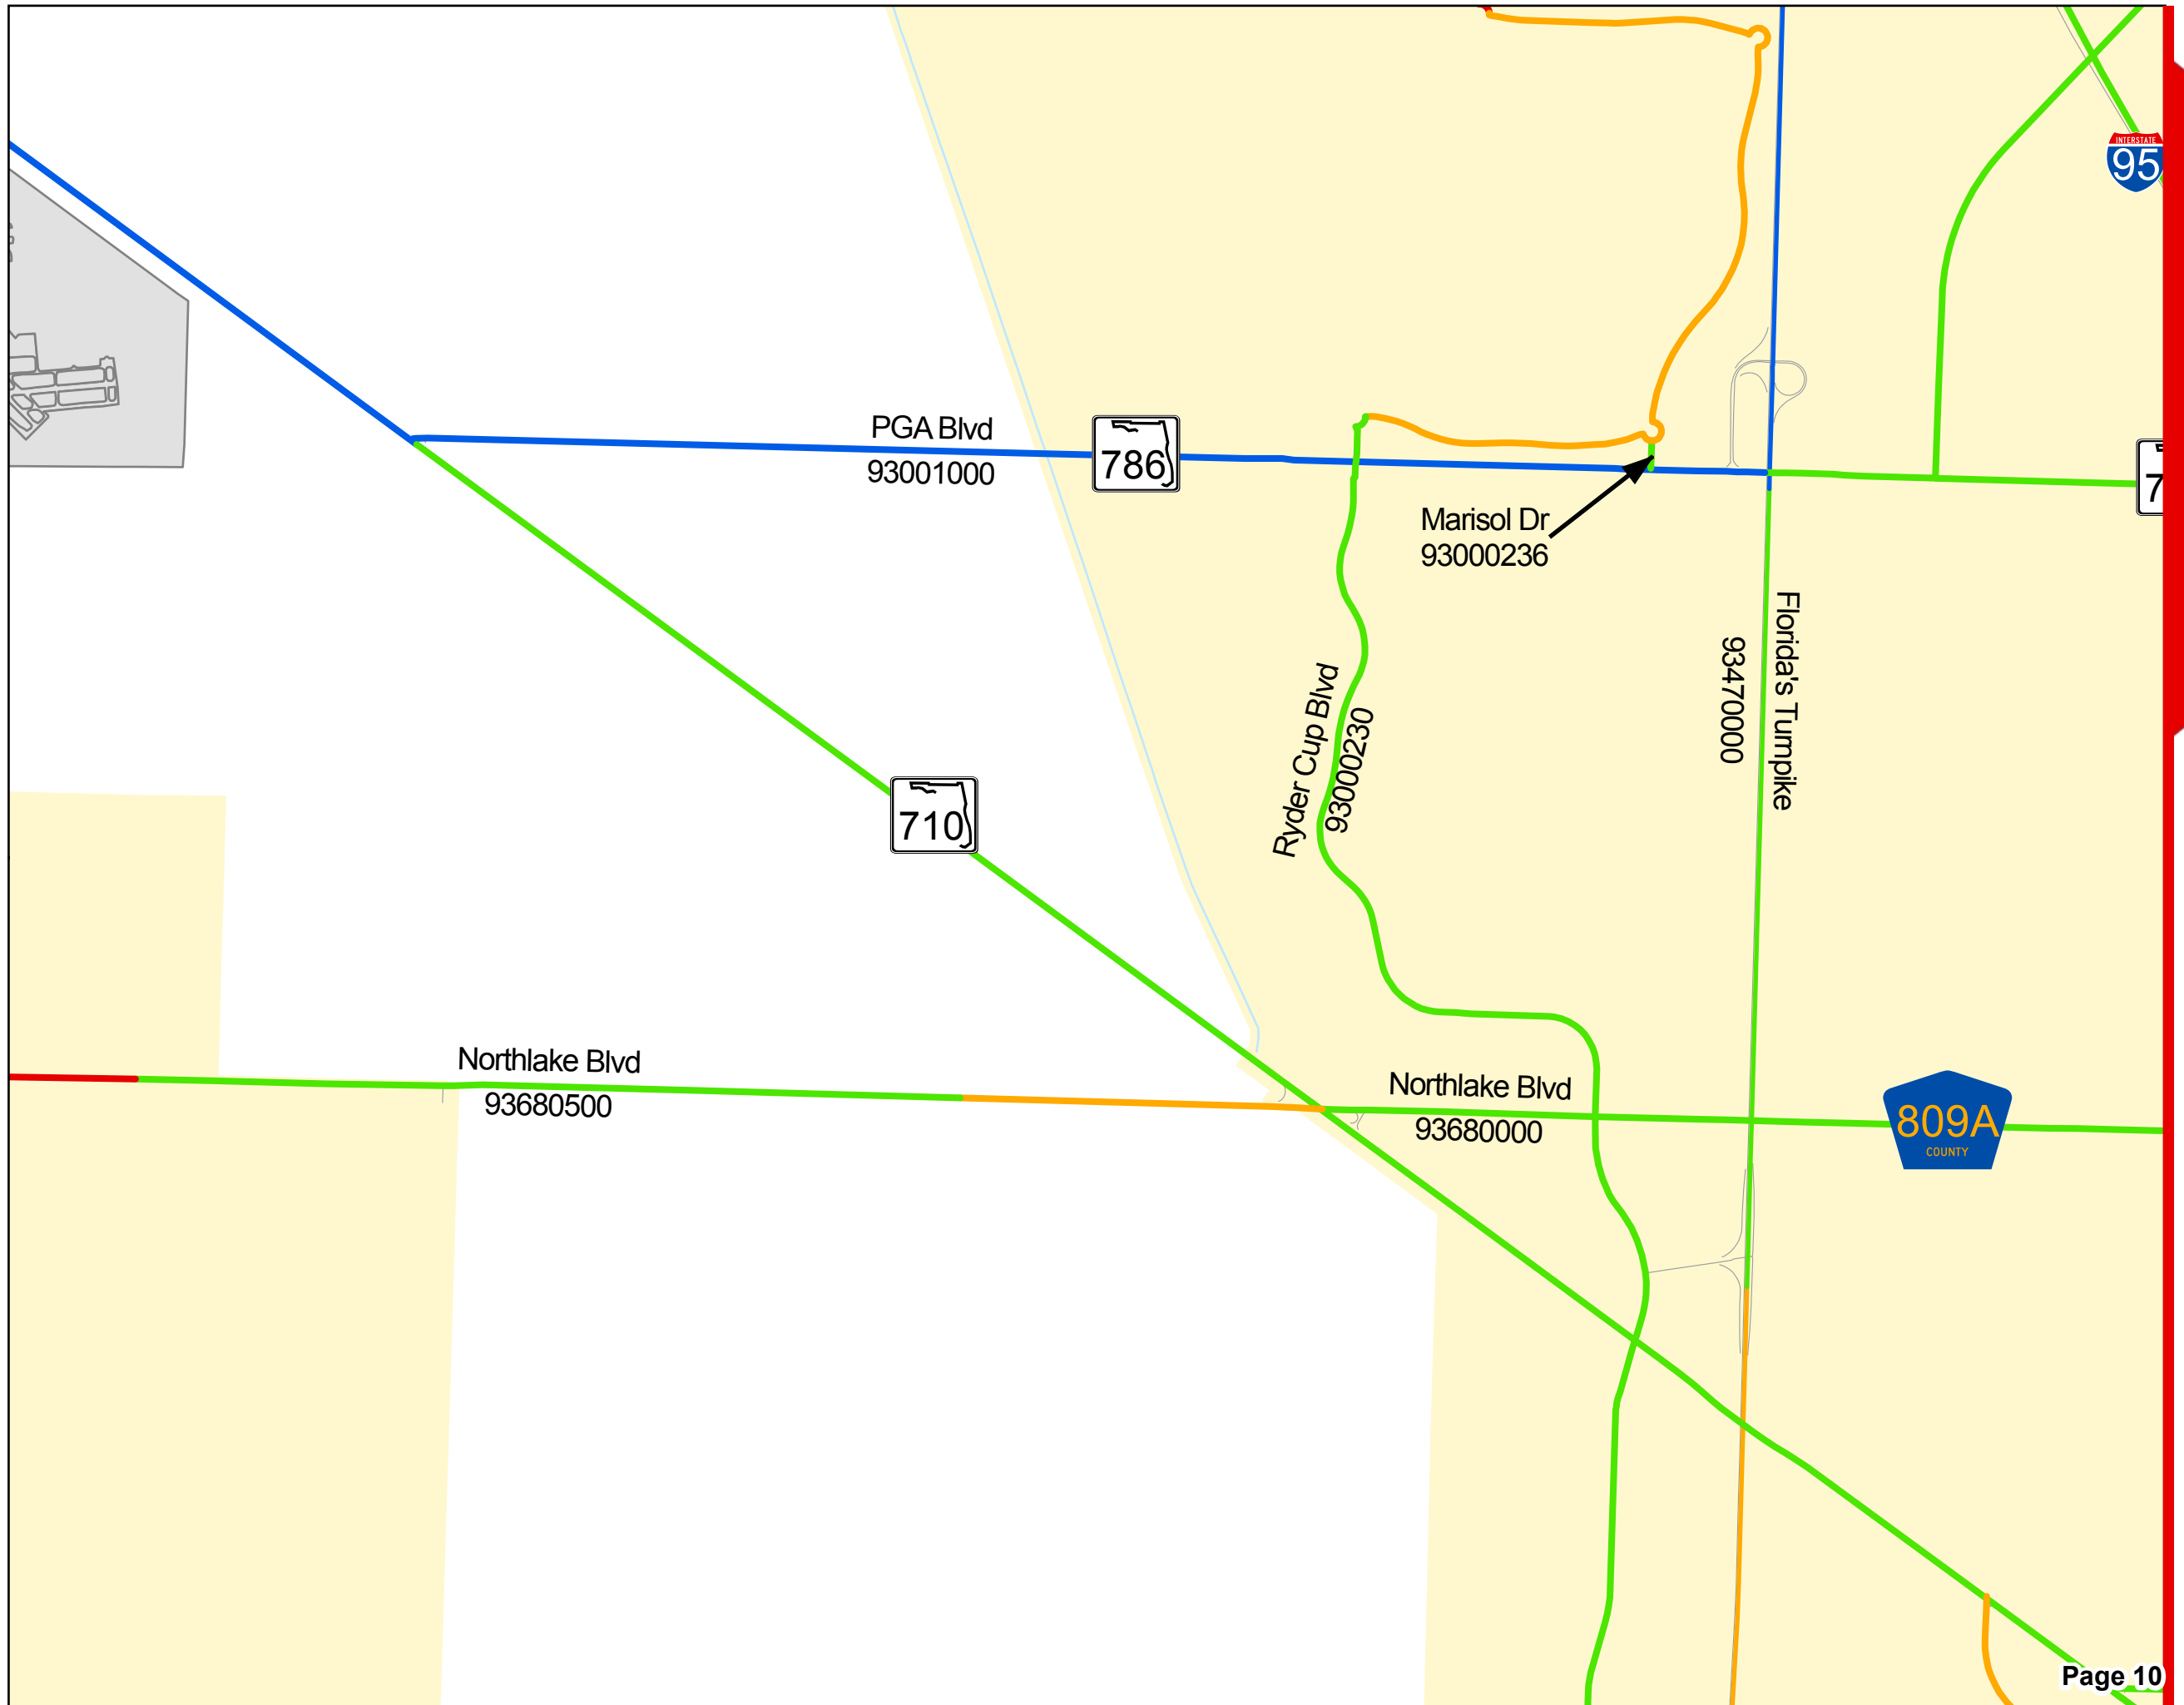 INTERSTATE
95
PGA Blvd
93001000
786
7
Marisol Dr
93000236
Florida's Turnpike
93470000
Ryder Cup Blvd
93000230
710
Northlake Blvd
93680500
Northlake Blvd
93680000
809A
COUNTY
Page 10